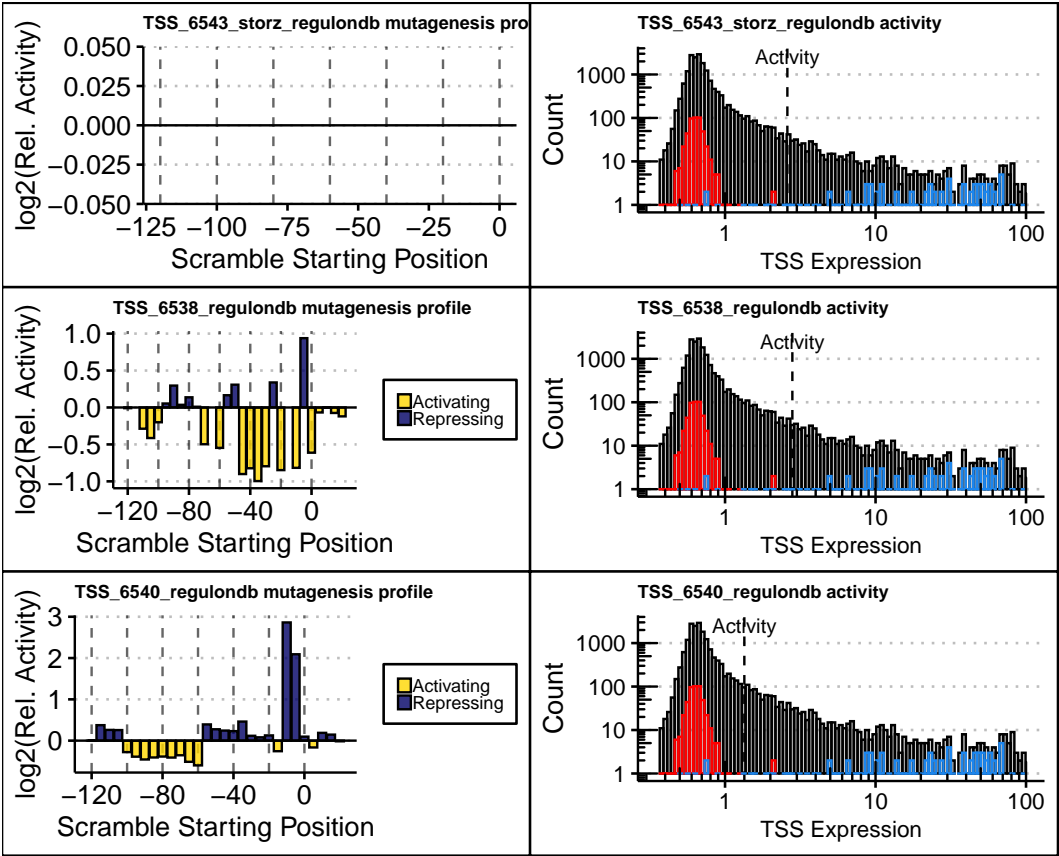 TSS_6543_storz_regulondb mutagenesis pro
log2(Rel. Activity)
0.050
0.025
0.000
−0.025
−0.050
−125 −100 −75 −50 −25 0
Scramble Starting Position
TSS_6543_storz_regulondb activity
Activity
Count
1000
100
10
1
1 10 100
TSS Expression
TSS_6538_regulondb mutagenesis profile
log2(Rel. Activity)
1.0
0.5
0.0
−0.5
−1.0
−120 −80 −40 0
Scramble Starting Position
Activating
Repressing
TSS_6538_regulondb activity
Activity
Count
1000
100
10
1
1 10 100
TSS Expression
TSS_6540_regulondb mutagenesis profile
log2(Rel. Activity)
3
2
1
0
−120 −80 −40 0
Scramble Starting Position
Activating
Repressing
TSS_6540_regulondb activity
Activity
Count
1000
100
10
1
1 10 100
TSS Expression